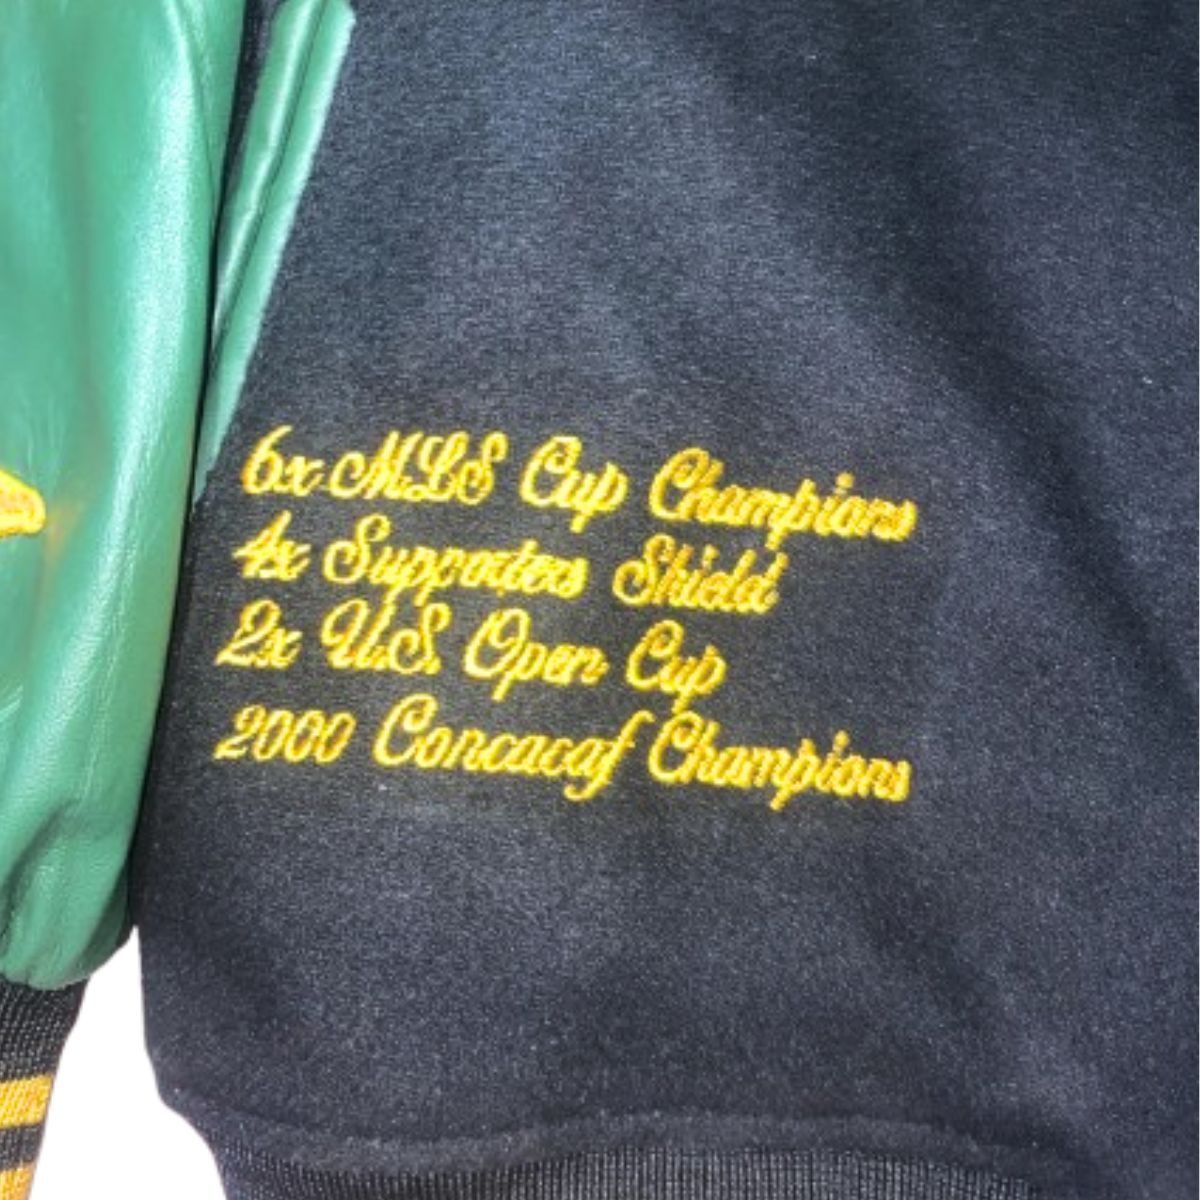 6x MLS Cup Champions
4x Supporters Shield
2x U.S. Open Cup
2000 Concacaf Champions